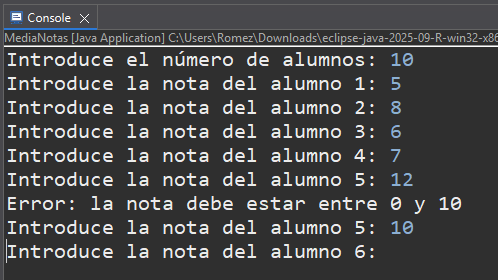 Console
MediaNotas [Java Application] C:\Users\Romez\Downloads\eclipse-java-2025-09-R-win32-x86
Introduce el número de alumnos: 10
Introduce la nota del alumno 1: 5
Introduce la nota del alumno 2: 8
Introduce la nota del alumno 3: 6
Introduce la nota del alumno 4: 7
Introduce la nota del alumno 5: 12
Error: la nota debe estar entre 0 y 10
Introduce la nota del alumno 5: 10
Introduce la nota del alumno 6: